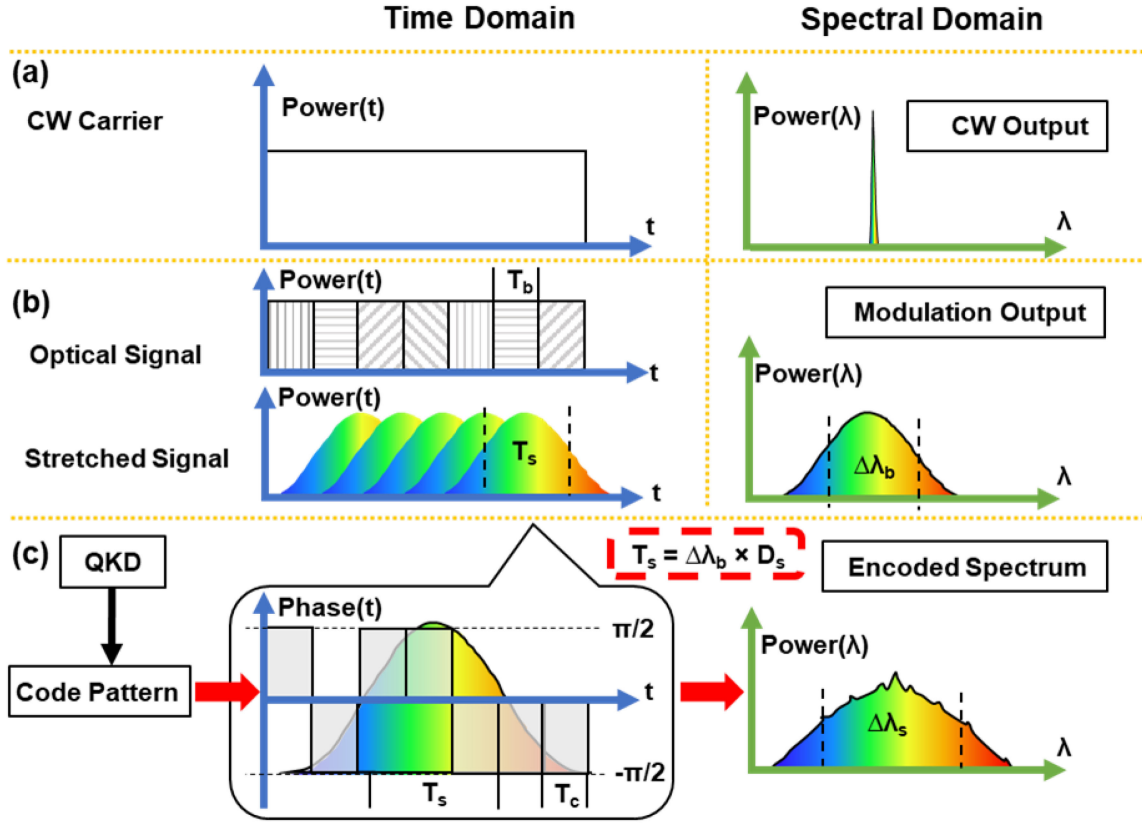 Time Domain
Spectral Domain
(a)
CW Carrier
Power(t)
t
Power(λ)
CW Output
λ
(b)
Optical Signal
Power(t)
T_b
t
Modulation Output
Stretched Signal
Power(t)
T_s
t
Power(λ)
Δλ_b
λ
(c)
QKD
Code Pattern
T_s = Δλ_b × D_s
Phase(t)
π/2
t
-π/2
T_s
T_c
Encoded Spectrum
Power(λ)
Δλ_s
λ